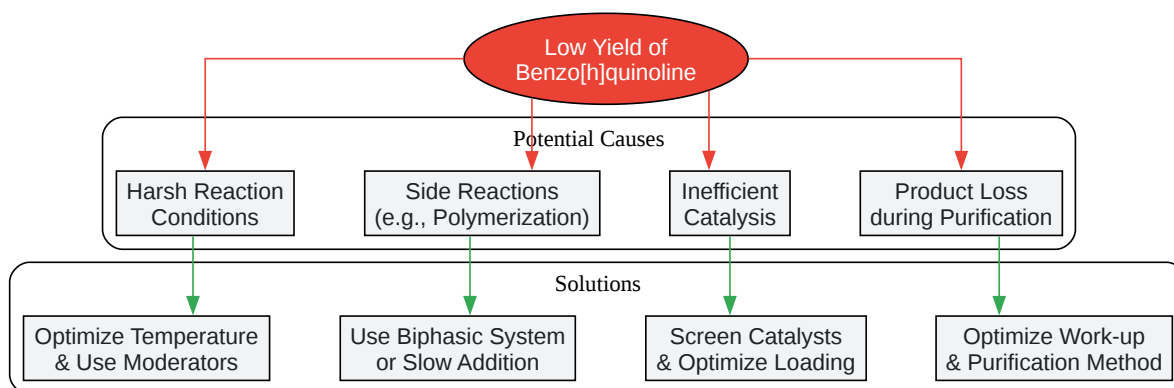 Low Yield of
Benzo[h]quinoline
Potential Causes
Harsh Reaction
Conditions
Side Reactions
(e.g., Polymerization)
Inefficient
Catalysis
Product Loss
during Purification
Solutions
Optimize Temperature
& Use Moderators
Use Biphasic System
or Slow Addition
Screen Catalysts
& Optimize Loading
Optimize Work-up
& Purification Method